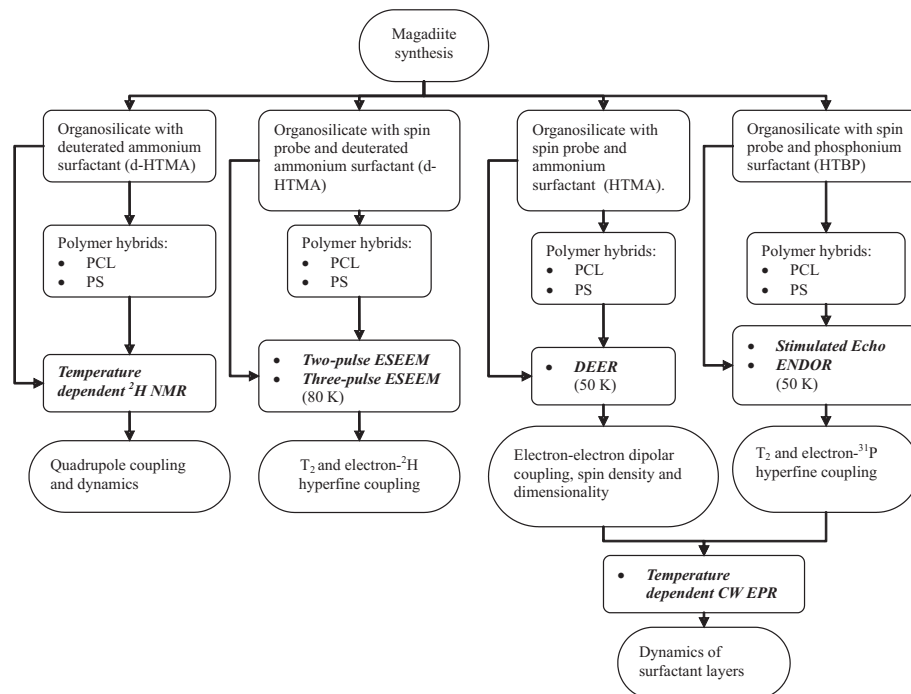 Magadiite
synthesis
Organosilicate with
deuterated ammonium
surfactant (d-HTMA)
Organosilicate with spin
probe and deuterated
ammonium surfactant (d-
HTMA)
Organosilicate with
spin probe and
ammonium
surfactant (HTMA).
Organosilicate with spin
probe and phosphonium
surfactant (HTBP)
Polymer hybrids:
• PCL
• PS
Polymer hybrids:
• PCL
• PS
Polymer hybrids:
• PCL
• PS
Polymer hybrids:
• PCL
• PS
Temperature
dependent ²H NMR
• Two-pulse ESEEM
• Three-pulse ESEEM
(80 K)
• DEER
(50 K)
• Stimulated Echo
• ENDOR
(50 K)
Quadrupole coupling
and dynamics
T₂ and electron-²H
hyperfine coupling
Electron-electron dipolar
coupling, spin density and
dimensionality
T₂ and electron-³¹P
hyperfine coupling
• Temperature
dependent CW EPR
Dynamics of
surfactant layers